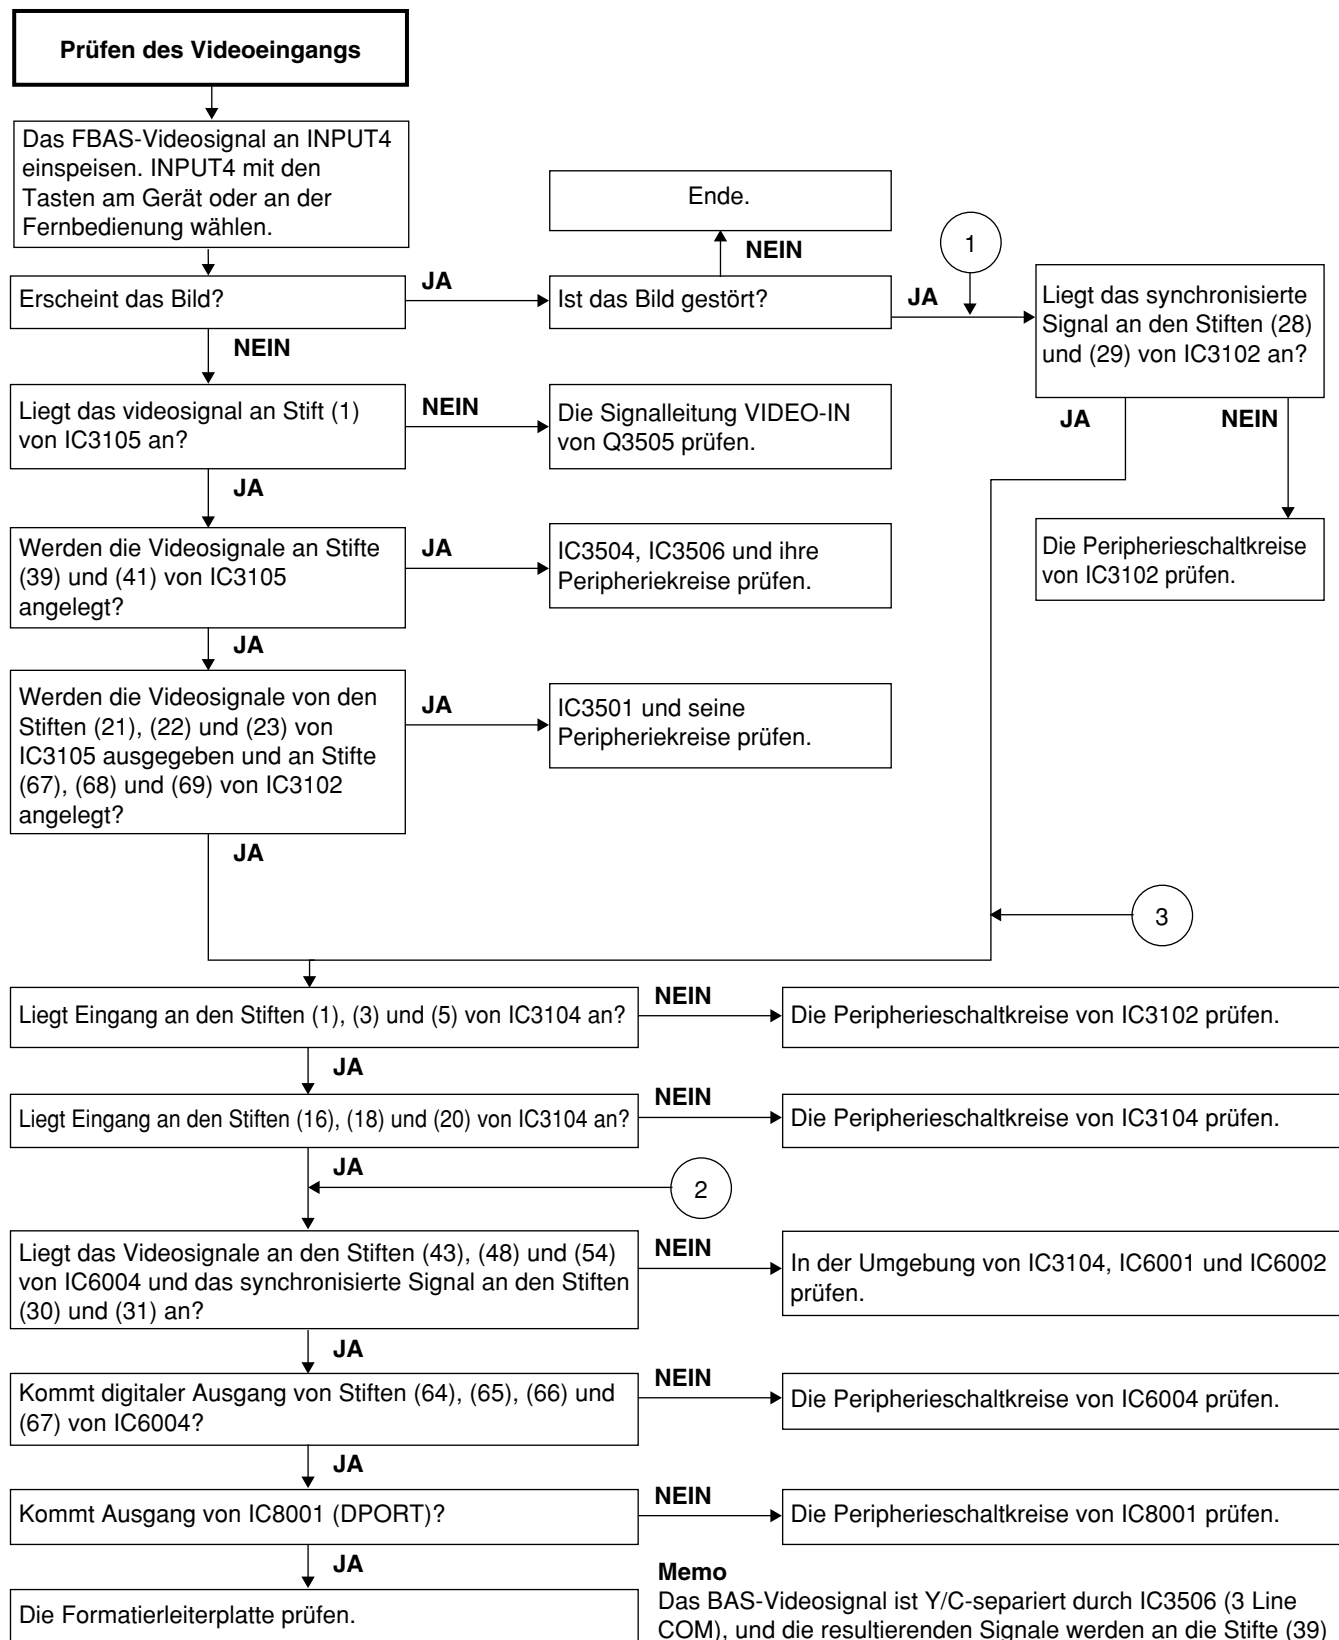 Prüfen des Videoeingangs
Das FBAS-Videosignal an INPUT4
einspeisen. INPUT4 mit den
Tasten am Gerät oder an der
Fernbedienung wählen.
Ende.
NEIN
1
Erscheint das Bild?
JA
Ist das Bild gestört?
JA
Liegt das synchronisierte
Signal an den Stiften (28)
und (29) von IC3102 an?
NEIN
JA
NEIN
Liegt das videosignal an Stift (1)
von IC3105 an?
NEIN
Die Signalleitung VIDEO-IN
von Q3505 prüfen.
JA
Die Peripherieschaltkreise
von IC3102 prüfen.
Werden die Videosignale an Stifte
(39) und (41) von IC3105
angelegt?
JA
IC3504, IC3506 und ihre
Peripheriekreise prüfen.
JA
Werden die Videosignale von den
Stiften (21), (22) und (23) von
IC3105 ausgegeben und an Stifte
(67), (68) und (69) von IC3102
angelegt?
JA
IC3501 und seine
Peripheriekreise prüfen.
JA
3
Liegt Eingang an den Stiften (1), (3) und (5) von IC3104 an?
NEIN
Die Peripherieschaltkreise von IC3102 prüfen.
JA
Liegt Eingang an den Stiften (16), (18) und (20) von IC3104 an?
NEIN
Die Peripherieschaltkreise von IC3104 prüfen.
JA
2
Liegt das Videosignale an den Stiften (43), (48) und (54)
von IC6004 und das synchronisierte Signal an den Stiften
(30) und (31) an?
NEIN
In der Umgebung von IC3104, IC6001 und IC6002
prüfen.
JA
Kommt digitaler Ausgang von Stiften (64), (65), (66) und
(67) von IC6004?
NEIN
Die Peripherieschaltkreise von IC6004 prüfen.
JA
Kommt Ausgang von IC8001 (DPORT)?
NEIN
Die Peripherieschaltkreise von IC8001 prüfen.
JA
Die Formatierleiterplatte prüfen.
Memo
Das BAS-Videosignal ist Y/C-separiert durch IC3506 (3 Line
COM), und die resultierenden Signale werden an die Stifte (39)